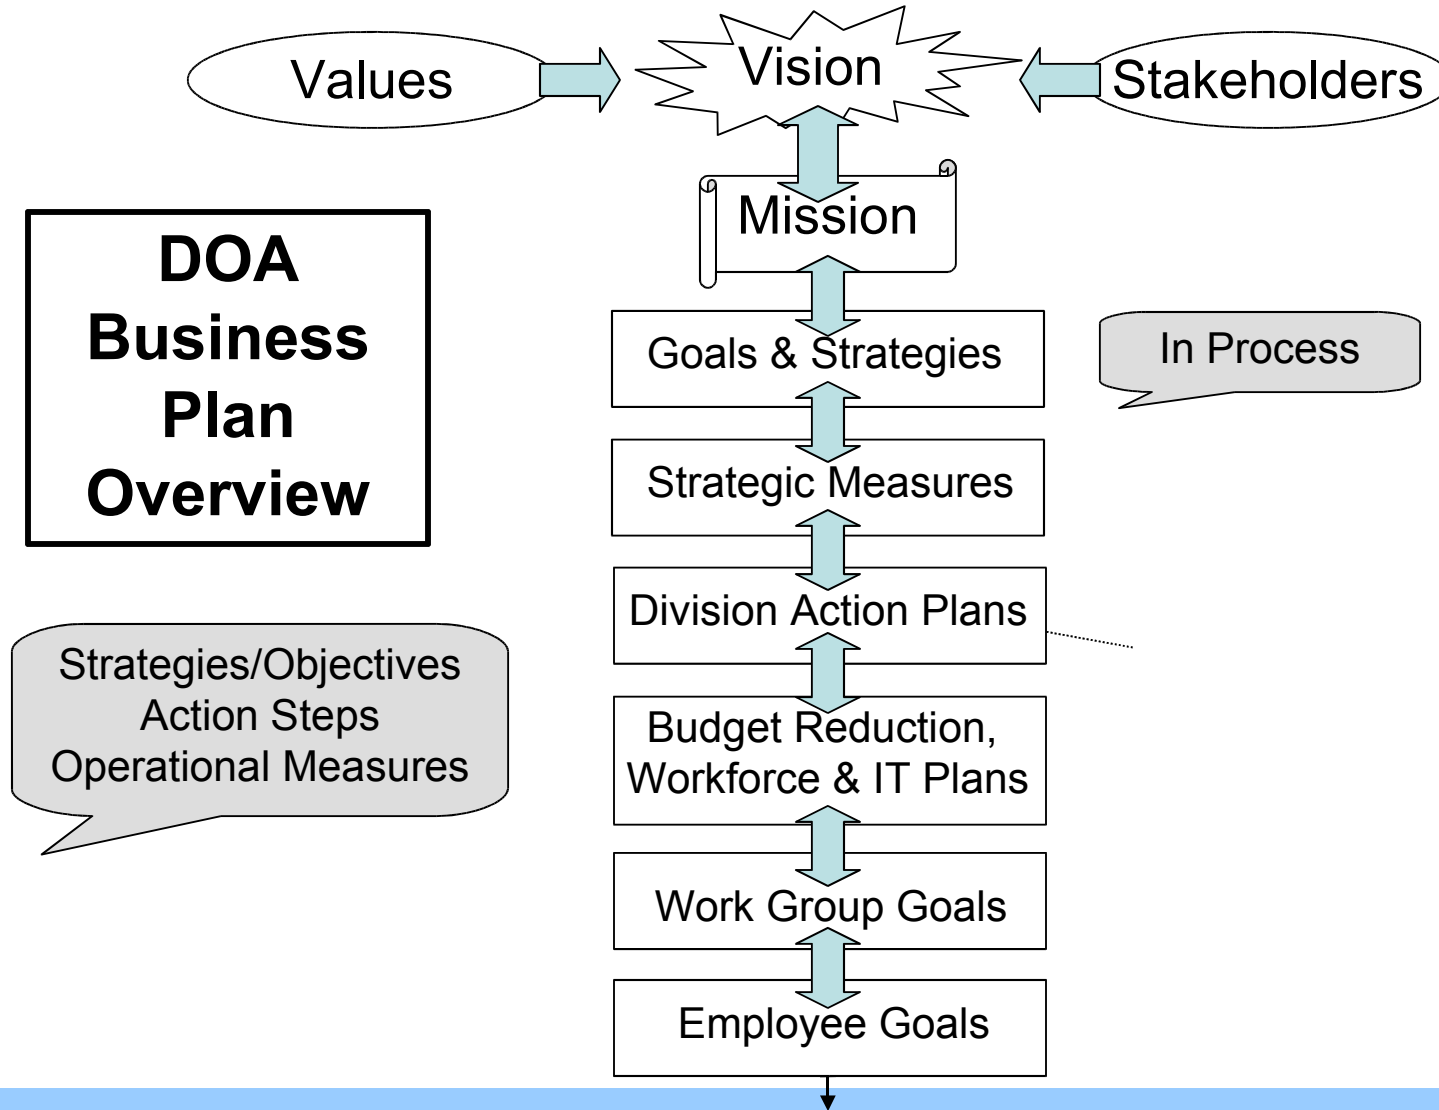 Values
Vision
Stakeholders
Mission
DOA
Business
Plan
Overview
Goals & Strategies
In Process
Strategic Measures
Division Action Plans
Strategies/Objectives
Action Steps
Operational Measures
Budget Reduction,
Workforce & IT Plans
Work Group Goals
Employee Goals